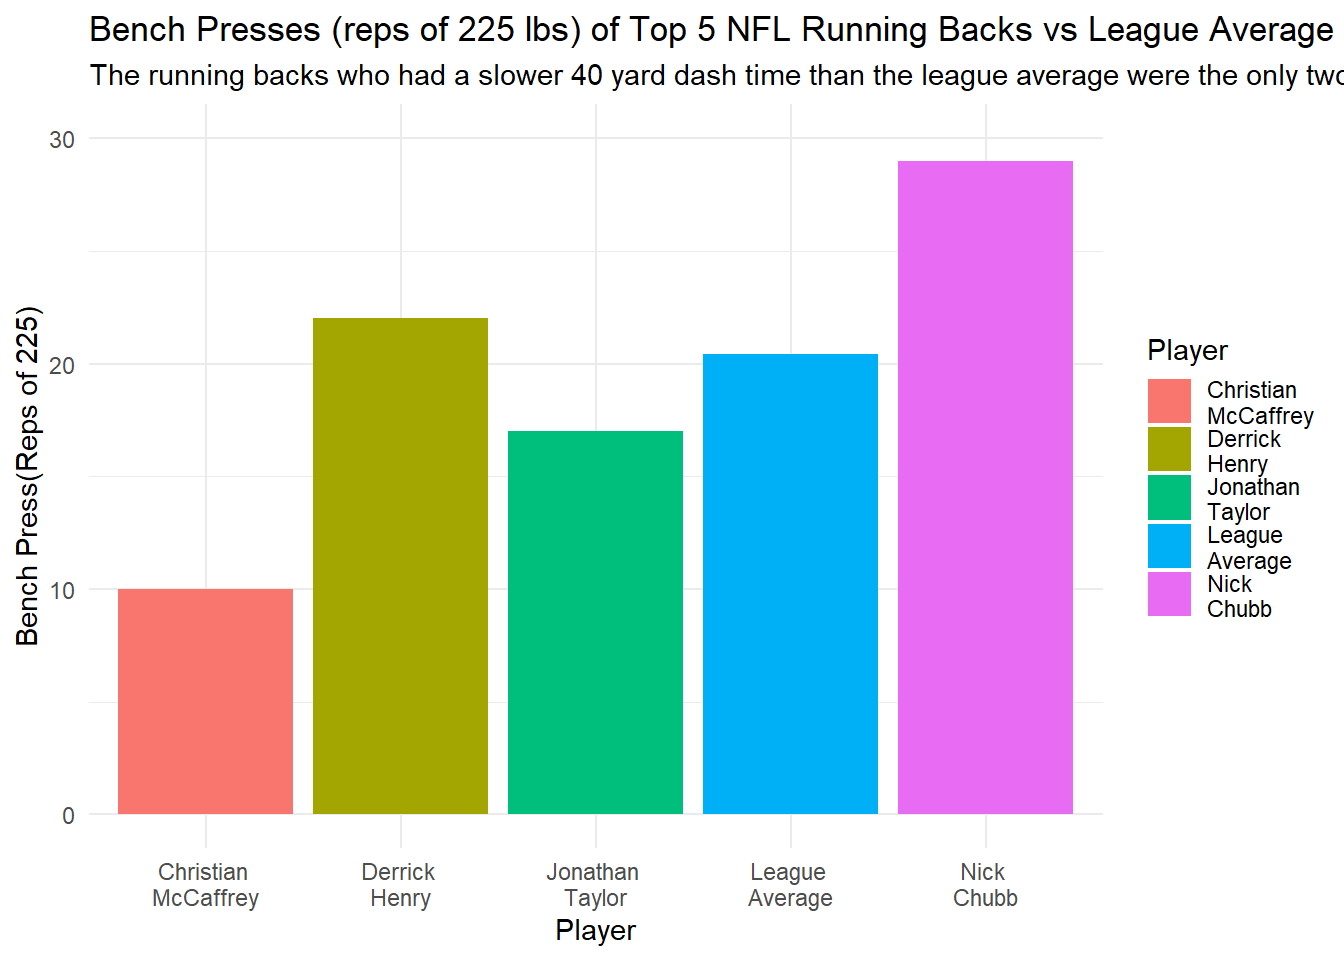 Bench Presses (reps of 225 lbs) of Top 5 NFL Running Backs vs League Average
The running backs who had a slower 40 yard dash time than the league average were the only two
Bench Press(Reps of 225)
30
20
10
0
Christian
McCaffrey
Derrick
Henry
Jonathan
Taylor
League
Average
Nick
Chubb
Player
Player
Christian
McCaffrey
Derrick
Henry
Jonathan
Taylor
League
Average
Nick
Chubb